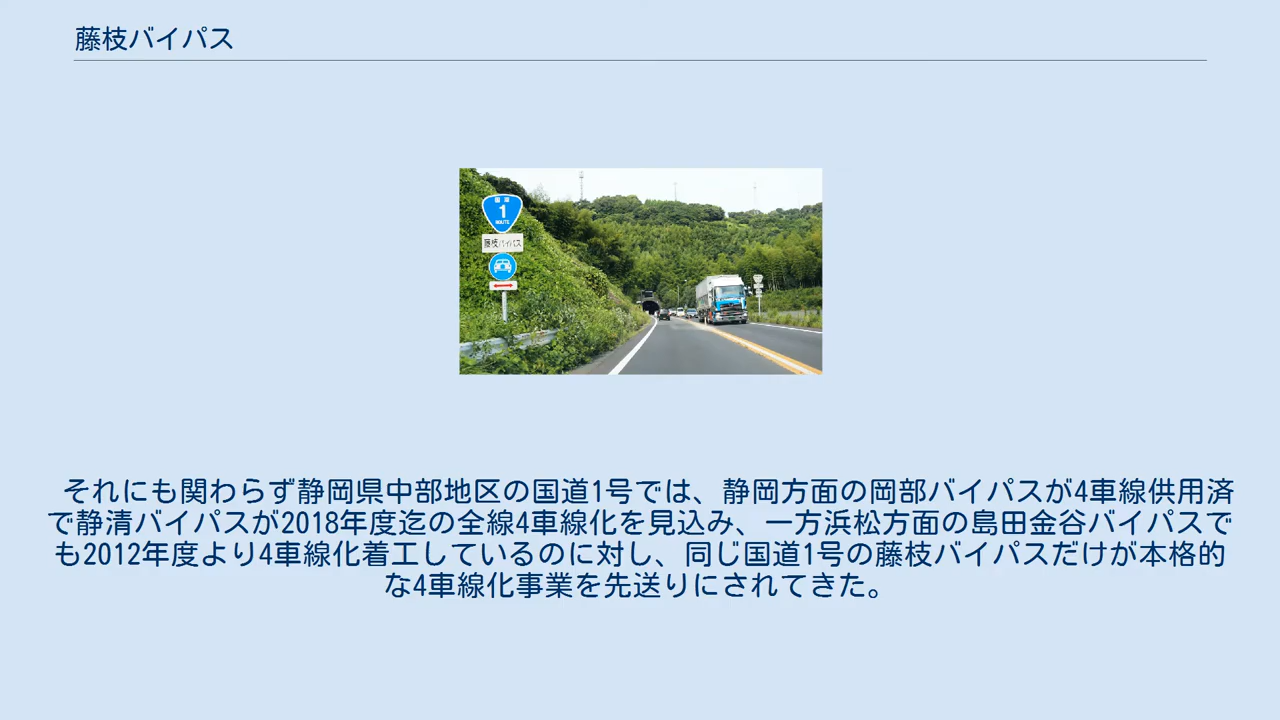 藤枝バイパス
国道
1
ROUTE
藤枝バイパス
それにも関わらず静岡県中部地区の国道1号では、静岡方面の岡部バイパスが4車線供用済
で静清バイパスが2018年度迄の全線4車線化を見込み、一方浜松方面の島田金谷バイパスで
も2012年度より4車線化着工しているのに対し、同じ国道1号の藤枝バイパスだけが本格的
な4車線化事業を先送りにされてきた。